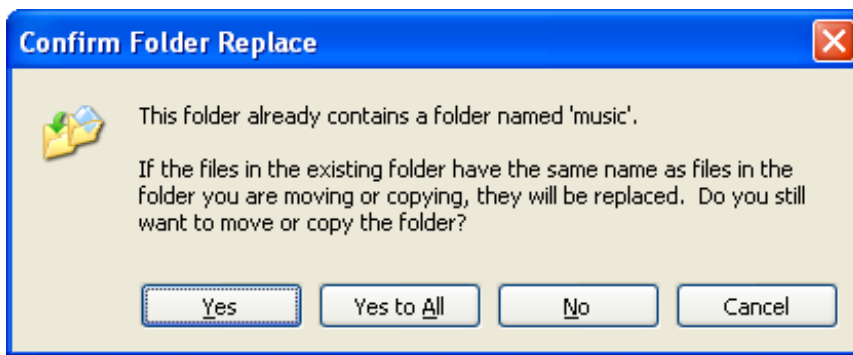 Confirm Folder Replace
This folder already contains a folder named 'music'.
If the files in the existing folder have the same name as files in the
folder you are moving or copying, they will be replaced.  Do you still
want to move or copy the folder?
Yes Yes to All No Cancel